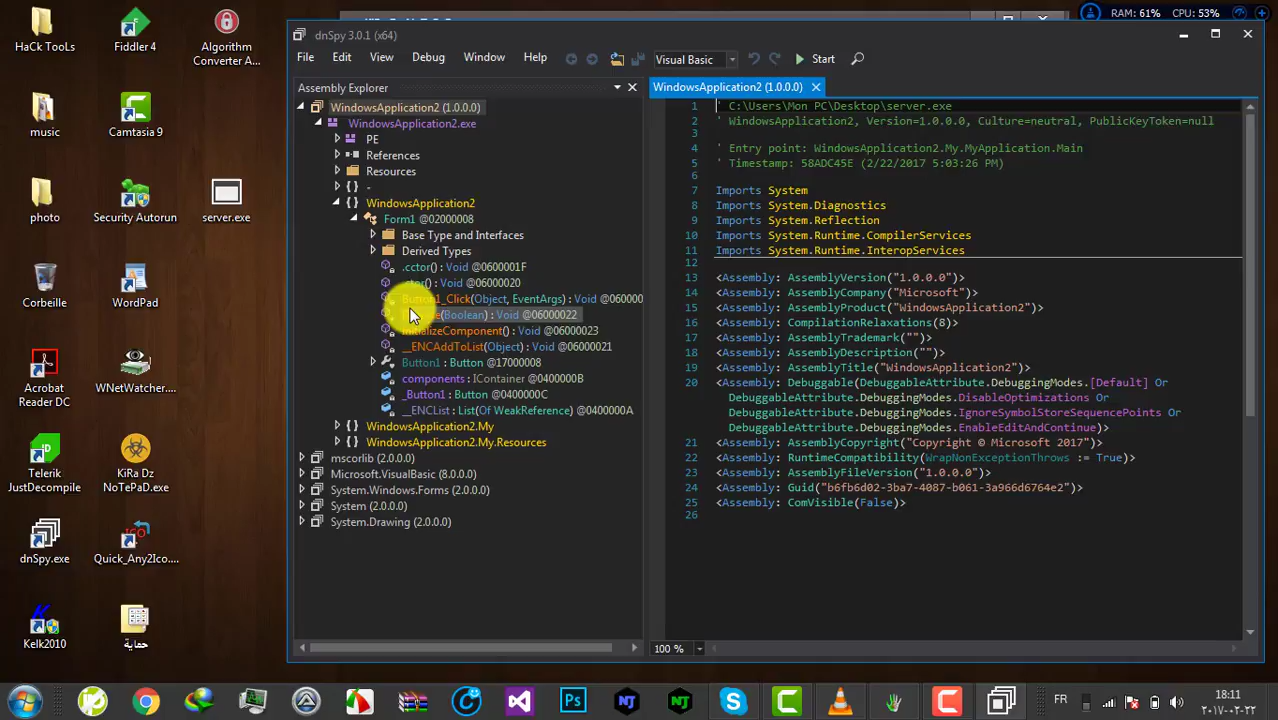 HaCk TooLs
Fiddler 4
Algorithm
Converter A...
music
Camtasia 9
photo
Security Autorun
server.exe
Corbeille
WordPad
Acrobat
Reader DC
WNetWatcher....
Telerik
JustDecompile
KiRa Dz
NoTePaD.exe
dnSpy.exe
Quick_Any2Ico....
Kelk2010
حماية
RAM: 61% CPU: 53%
dnSpy 3.0.1 (x64)
File Edit View Debug Window Help Visual Basic Start
Assembly Explorer
WindowsApplication2 (1.0.0.0)
WindowsApplication2.exe
PE
References
Resources
{ } -
{ } WindowsApplication2
Form1 @02000008
Base Type and Interfaces
Derived Types
.cctor() : Void @0600001F
.ctor() : Void @06000020
Button1_Click(Object, EventArgs) : Void @060000
(Boolean) : Void @06000022
InitializeComponent() : Void @06000023
__ENCAddToList(Object) : Void @06000021
Button1 : Button @17000008
components : IContainer @0400000B
_Button1 : Button @0400000C
__ENCList : List(Of WeakReference) @0400000A
{ } WindowsApplication2.My
{ } WindowsApplication2.My.Resources
mscorlib (2.0.0.0)
Microsoft.VisualBasic (8.0.0.0)
System.Windows.Forms (2.0.0.0)
System (2.0.0.0)
System.Drawing (2.0.0.0)
WindowsApplication2 (1.0.0.0)
1 ' C:\Users\Mon PC\Desktop\server.exe
2 ' WindowsApplication2, Version=1.0.0.0, Culture=neutral, PublicKeyToken=null
3
4 ' Entry point: WindowsApplication2.My.MyApplication.Main
5 ' Timestamp: 58ADC45E (2/22/2017 5:03:26 PM)
6
7 Imports System
8 Imports System.Diagnostics
9 Imports System.Reflection
10 Imports System.Runtime.CompilerServices
11 Imports System.Runtime.InteropServices
12
13 <Assembly: AssemblyVersion("1.0.0.0")>
14 <Assembly: AssemblyCompany("Microsoft")>
15 <Assembly: AssemblyProduct("WindowsApplication2")>
16 <Assembly: CompilationRelaxations(8)>
17 <Assembly: AssemblyTrademark("")>
18 <Assembly: AssemblyDescription("")>
19 <Assembly: AssemblyTitle("WindowsApplication2")>
20 <Assembly: Debuggable(DebuggableAttribute.DebuggingModes.[Default] Or
DebuggableAttribute.DebuggingModes.DisableOptimizations Or
DebuggableAttribute.DebuggingModes.IgnoreSymbolStoreSequencePoints Or
DebuggableAttribute.DebuggingModes.EnableEditAndContinue)>
21 <Assembly: AssemblyCopyright("Copyright © Microsoft 2017")>
22 <Assembly: RuntimeCompatibility(WrapNonExceptionThrows := True)>
23 <Assembly: AssemblyFileVersion("1.0.0.0")>
24 <Assembly: Guid("b6fb6d02-3ba7-4087-b061-3a966d6764e2")>
25 <Assembly: ComVisible(False)>
26
100 %
FR
18:11
٢٠١٧-٠٢-٢٢